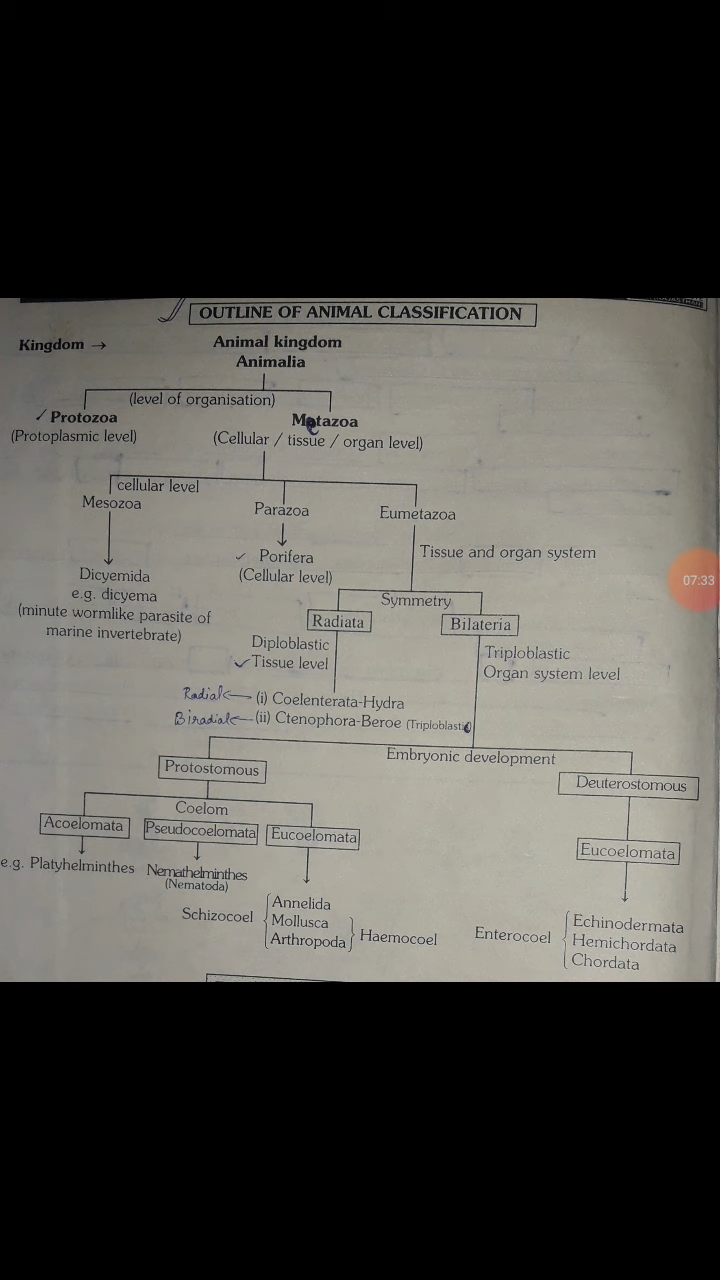 OUTLINE OF ANIMAL CLASSIFICATION
Kingdom →
Animal kingdom
Animalia
(level of organisation)
✓ Protozoa
(Protoplasmic level)
Metazoa
(Cellular / tissue / organ level)
cellular level
Mesozoa
Parazoa
Eumetazoa
Dicyemida
e.g. dicyema
(minute wormlike parasite of
marine invertebrate)
✓ Porifera
(Cellular level)
Tissue and organ system
07:33
Symmetry
Radiata
Bilateria
Diploblastic
✓ Tissue level
Triploblastic
Organ system level
Radial ← (i) Coelenterata-Hydra
Biradial ← (ii) Ctenophora-Beroe (Triploblastic)
Embryonic development
Protostomous
Deuterostomous
Coelom
Acoelomata
Pseudocoelomata
Eucoelomata
Eucoelomata
e.g. Platyhelminthes
Nemathelminthes
(Nematoda)
Schizocoel
Annelida
Mollusca
Arthropoda
Haemocoel
Enterocoel
Echinodermata
Hemichordata
Chordata